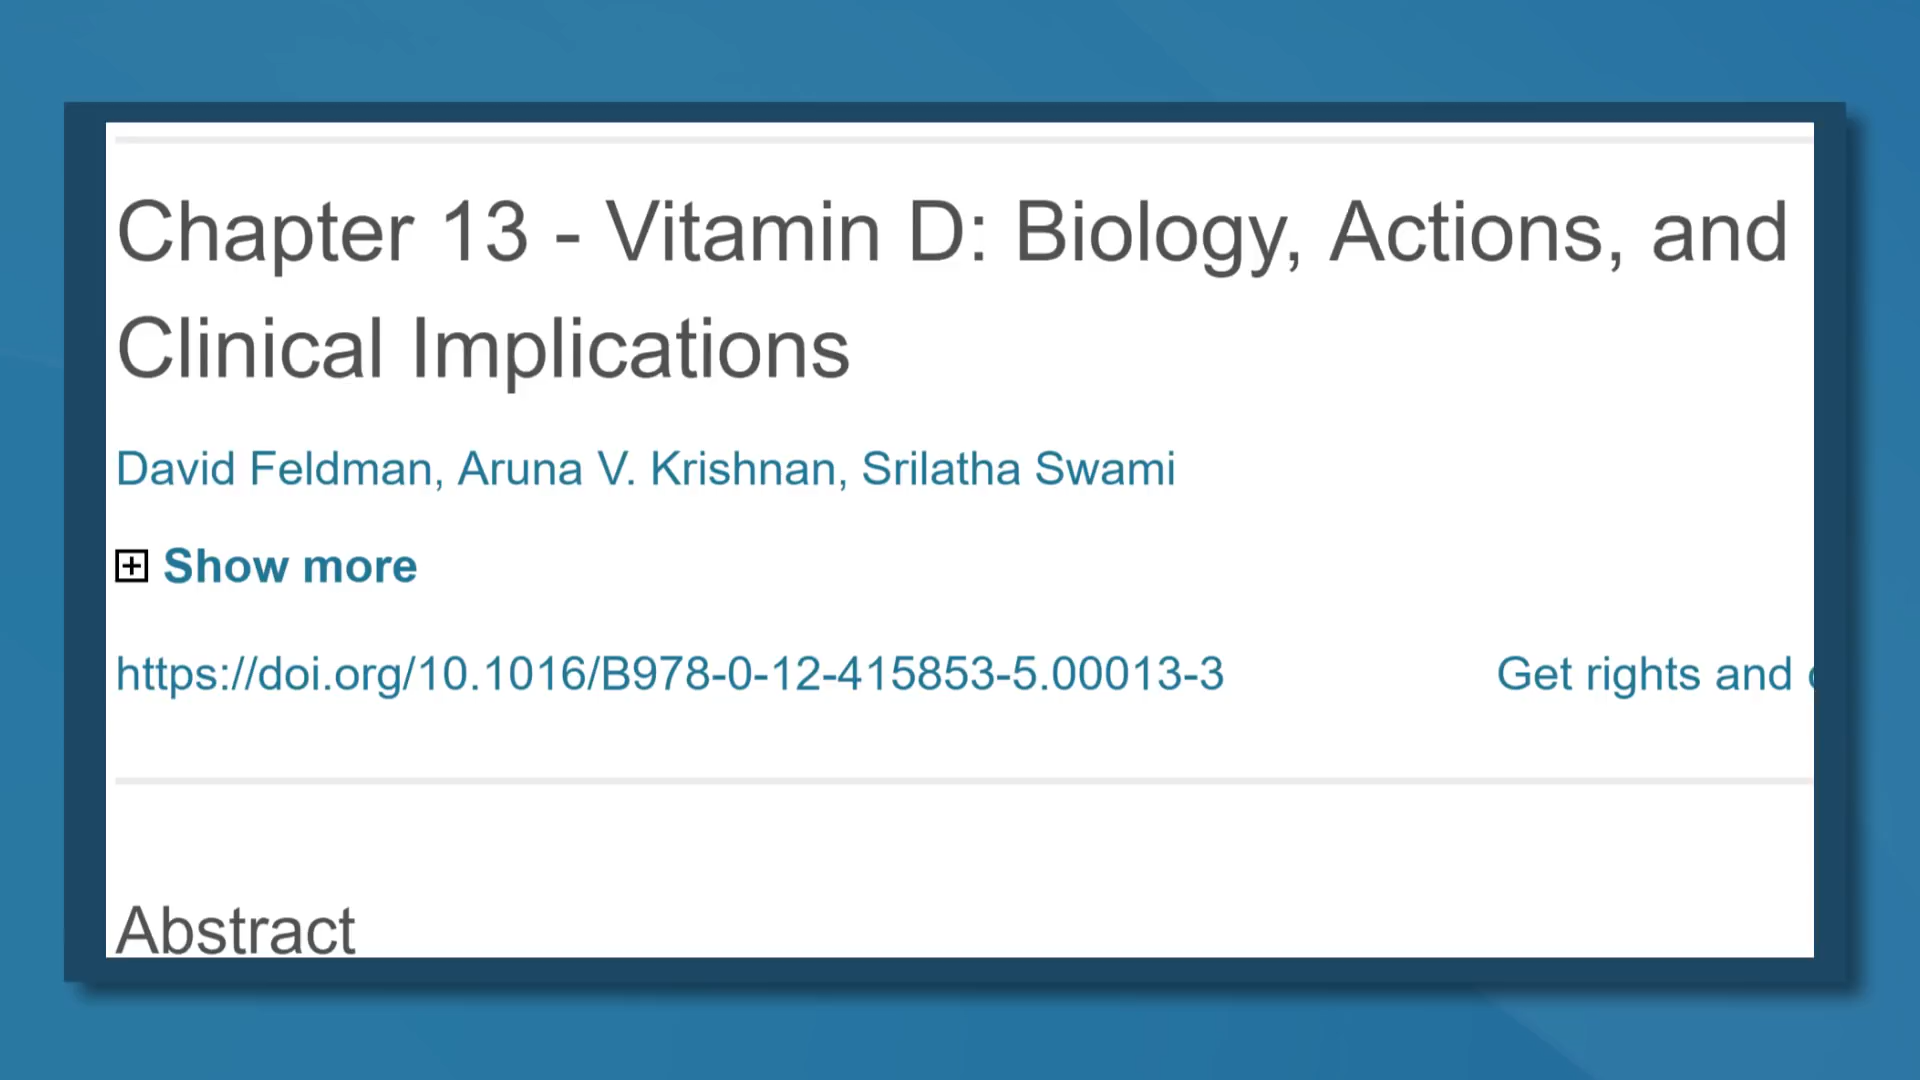 Chapter 13 - Vitamin D: Biology, Actions, and
Clinical Implications
David Feldman, Aruna V. Krishnan, Srilatha Swami
Show more
https://doi.org/10.1016/B978-0-12-415853-5.00013-3 Get rights and
Abstract